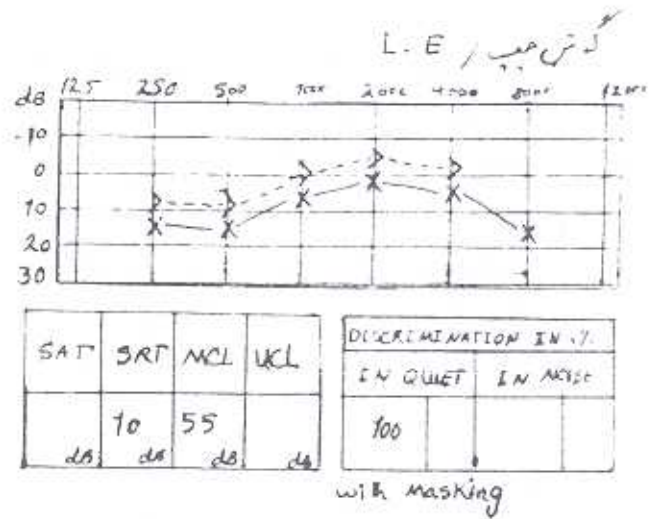 گوش چپ / L. E
dB 125 250 500 1000 2000 4000 8000
-10
0
10
20
30
SAT SRT MCL UCL
10 55
dB dB dB dB
DISCRIMINATION IN %
IN QUIET IN NOISE
100
with Masking